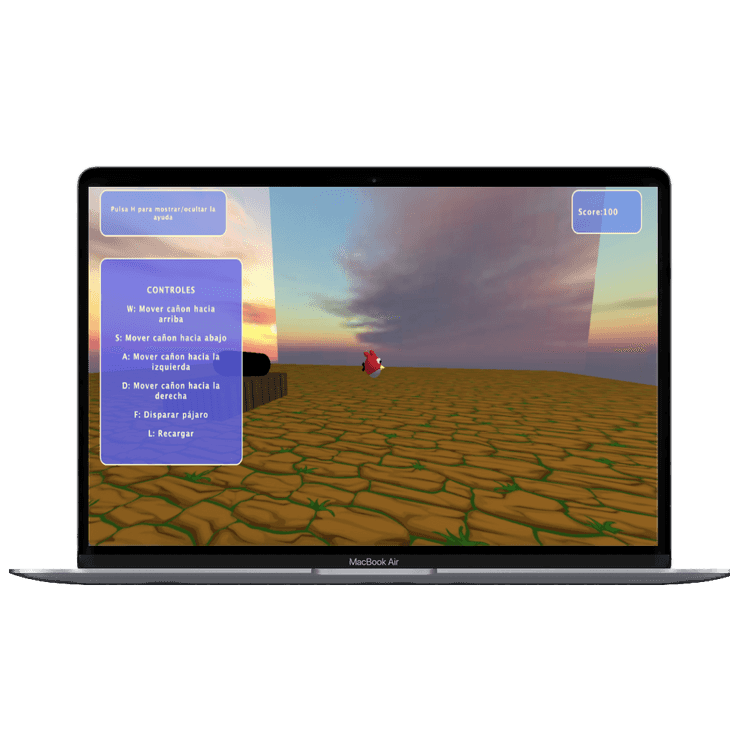 Pulsa H para mostrar/ocultar la
ayuda
Score:100
CONTROLES
W: Mover cañon hacia
arriba
S: Mover cañon hacia abajo
A: Mover cañon hacia la
izquierda
D: Mover cañon hacia la
derecha
F: Disparar pájaro
L: Recargar
MacBook Air